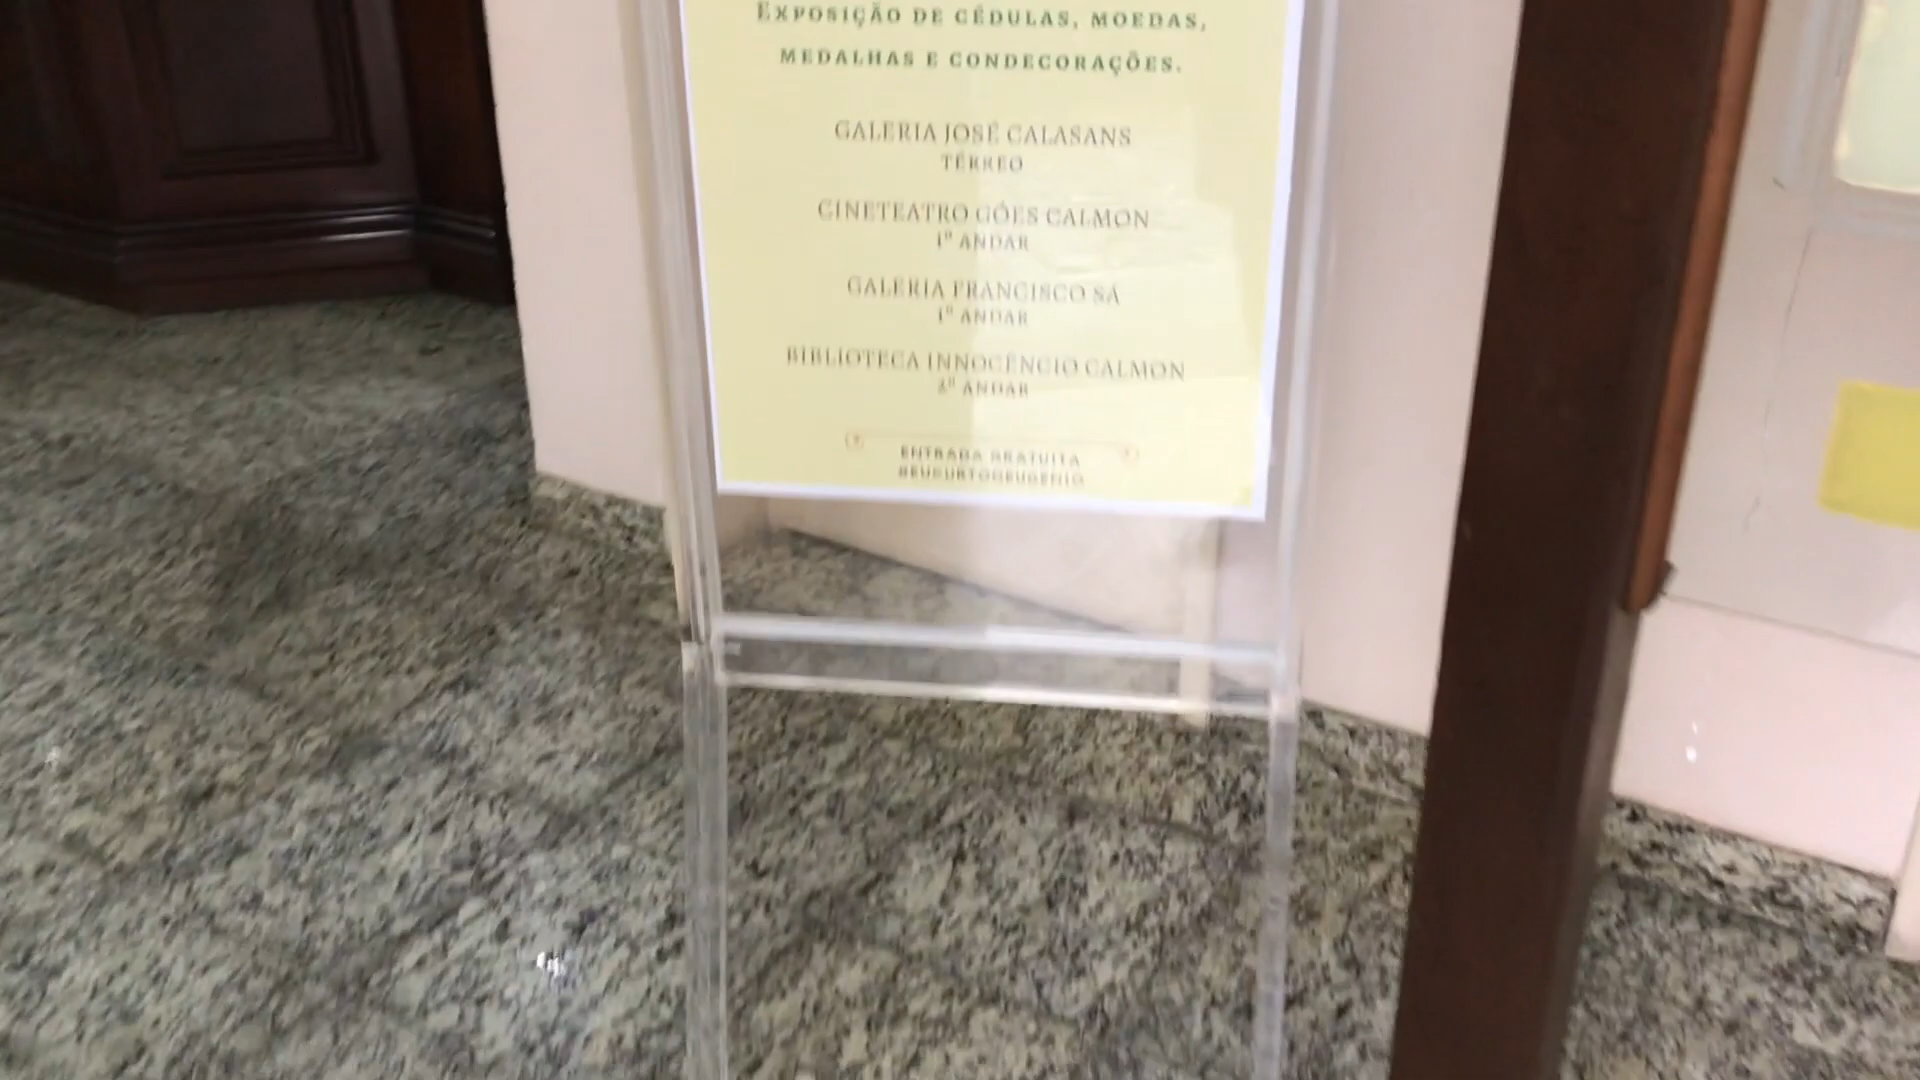 EXPOSIÇÃO DE CÉDULAS, MOEDAS,
MEDALHAS E CONDECORAÇÕES.
GALERIA JOSÉ CALASANS
TÉRREO
CINETEATRO GÓES CALMON
1º ANDAR
GALERIA FRANCISCO SÁ
1º ANDAR
BIBLIOTECA INNOCÊNCIO CALMON
2º ANDAR
ENTRADA GRATUITA
#EUCURTOOEUGENIO